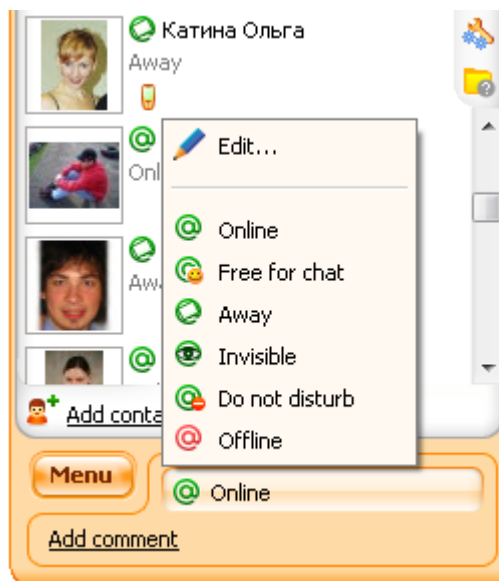 Катина Ольга
Away
Onl
Edit...
Online
Free for chat
Away
Invisible
Do not disturb
Offline
Add conta
Menu
Online
Add comment